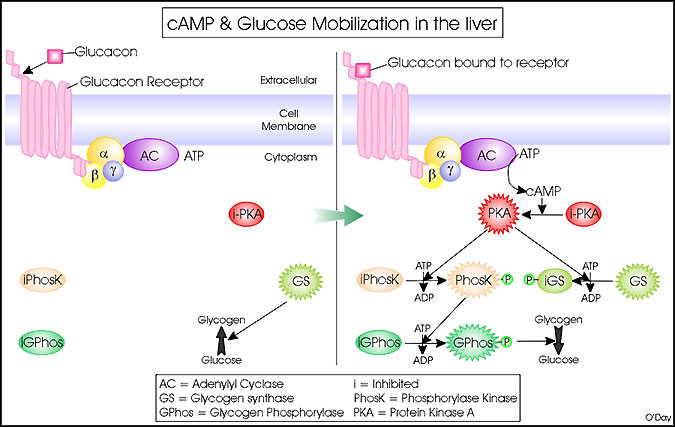 cAMP & Glucose Mobilization in the liver
Glucacon
Glucacon Receptor
Extracellular
Cell
Membrane
Cytoplasm
α
β
γ
AC
ATP
i-PKA
iPhosK
GS
iGPhos
Glycogen
Glucose
Glucacon bound to receptor
α
β
γ
AC
ATP
cAMP
PKA
i-PKA
iPhosK
ATP
ADP
PhosK
P
P
iGS
ATP
ADP
GS
iGPhos
ATP
ADP
GPhos
P
Glycogen
Glucose
AC = Adenylyl Cyclase
i = Inhibited
GS = Glycogen synthase
PhosK = Phosphorylase Kinase
GPhos = Glycogen Phosphorylase
PKA = Protein Kinase A
O'Day